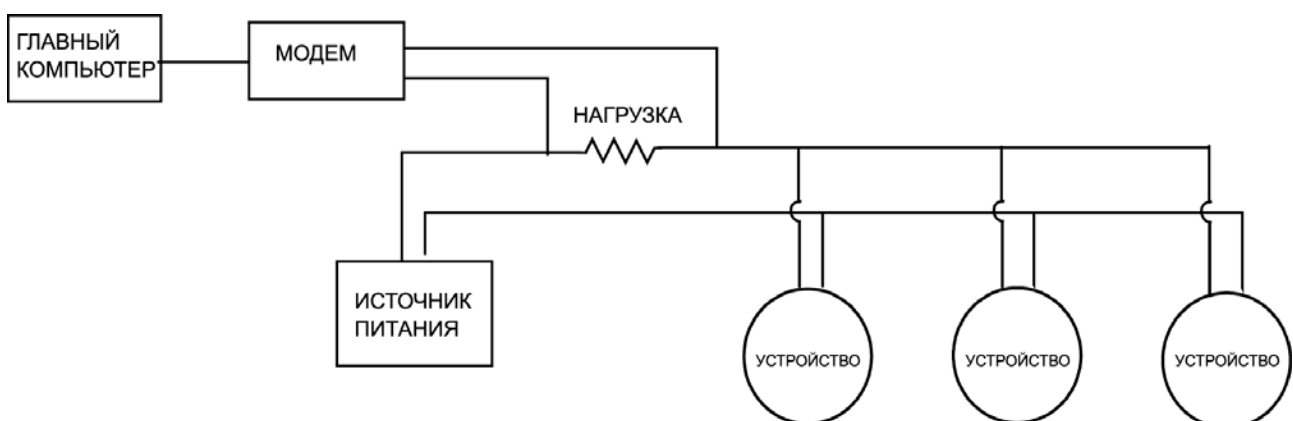 ГЛАВНЫЙ
КОМПЬЮТЕР
МОДЕМ
НАГРУЗКА
ИСТОЧНИК
ПИТАНИЯ
УСТРОЙСТВО
УСТРОЙСТВО
УСТРОЙСТВО